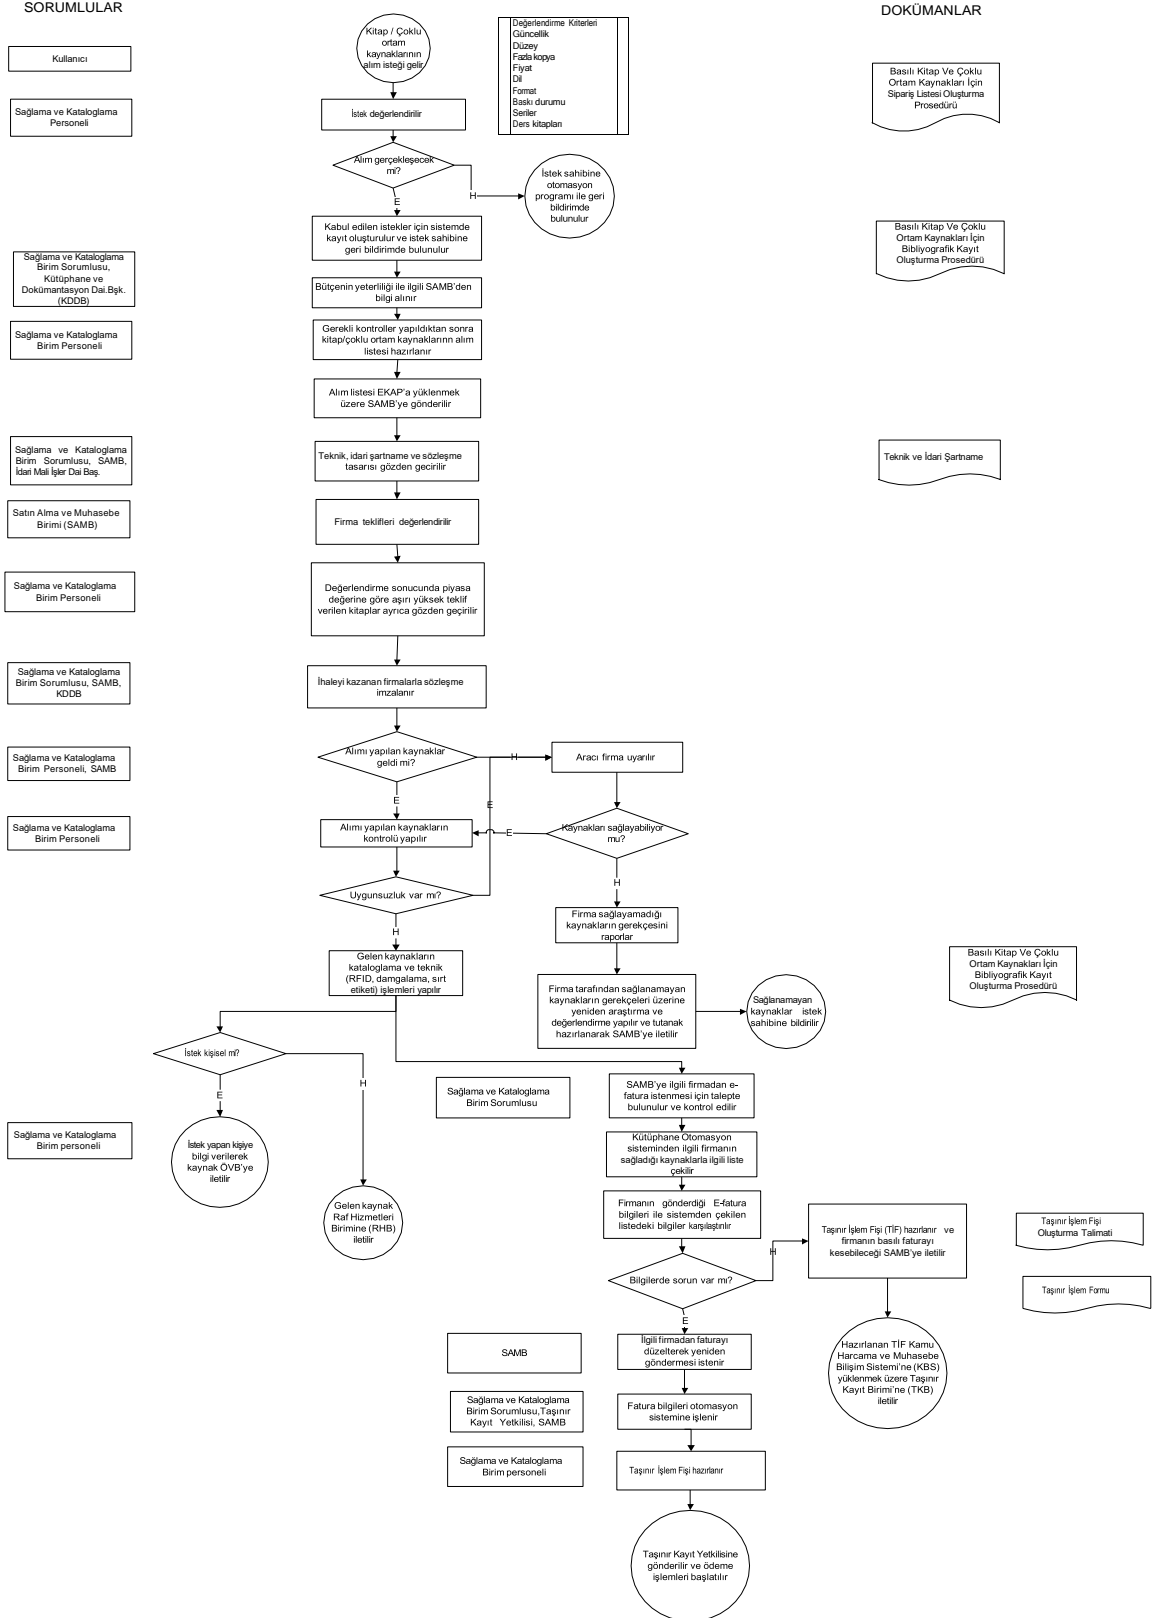 SORUMLULAR
DOKÜMANLAR
Kitap / Çoklu
ortam
kaynaklarının
alım isteği gelir
Değerlendirme Kriterleri
Güncellik
Düzey
Fazla kopya
Fiyat
Dil
Format
Baskı durumu
Seriler
Ders kitapları
Kullanıcı
Basılı Kitap Ve Çoklu
Ortam Kaynakları İçin
Sipariş Listesi Oluşturma
Prosedürü
Sağlama ve Kataloglama
Personeli
İstek değerlendirilir
Alım gerçekleşecek
mi?
H
E
İstek sahibine
otomasyon
programı ile geri
bildirimde
bulunulur
Kabul edilen istekler için sistemde
kayıt oluşturulur ve istek sahibine
geri bildirimde bulunulur
Basılı Kitap Ve Çoklu
Ortam Kaynakları İçin
Bibliyografik Kayıt
Oluşturma Prosedürü
Sağlama ve Kataloglama
Birim Sorumlusu,
Kütüphane ve
Dokümantasyon Dai.Bşk.
(KDDB)
Bütçenin yeterliliği ile ilgili SAMB'den
bilgi alınır
Sağlama ve Kataloglama
Birim Personeli
Gerekli kontroller yapıldıktan sonra
kitap/çoklu ortam kaynaklarınn alım
listesi hazırlanır
Alım listesi EKAP'a yüklenmek
üzere SAMB'ye gönderilir
Sağlama ve Kataloglama
Birim Sorumlusu, SAMB,
İdari Mali İşler Dai Baş.
Teknik, idari şartname ve sözleşme
tasarısı gözden geçirilir
Teknik ve İdari Şartname
Satın Alma ve Muhasebe
Birimi (SAMB)
Firma teklifleri değerlendirilir
Sağlama ve Kataloglama
Birim Personeli
Değerlendirme sonucunda piyasa
değerine göre aşırı yüksek teklif
verilen kitaplar ayrıca gözden geçirilir
Sağlama ve Kataloglama
Birim Sorumlusu, SAMB,
KDDB
İhaleyi kazanan firmalarla sözleşme
imzalanır
Sağlama ve Kataloglama
Birim Personeli, SAMB
Alımı yapılan kaynaklar
geldi mi?
H
Aracı firma uyarılır
E
E
Sağlama ve Kataloglama
Birim Personeli
Alımı yapılan kaynakların
kontrolü yapılır
E
Kaynakları sağlayabiliyor
mu?
Uygunsuzluk var mı?
H
H
Firma sağlayamadığı
kaynakların gerekçesini
raporlar
Gelen kaynakların
kataloglama ve teknik
(RFID, damgalama, sırt
etiketi) işlemleri yapılır
Basılı Kitap Ve Çoklu
Ortam Kaynakları İçin
Bibliyografik Kayıt
Oluşturma Prosedürü
Firma tarafından sağlanamayan
kaynakların gerekçeleri üzerine
yeniden araştırma ve
değerlendirme yapılır ve tutanak
hazırlanarak SAMB'ye iletilir
Sağlanamayan
kaynaklar istek
sahibine bildirilir
İstek kişisel mi?
H
E
Sağlama ve Kataloglama
Birim Sorumlusu
SAMB'ye ilgili firmadan e-
fatura istenmesi için talepte
bulunulur ve kontrol edilir
Sağlama ve Kataloglama
Birim personeli
İstek yapan kişiye
bilgi verilerek
kaynak ÖVB'ye
iletilir
Kütüphane Otomasyon
sisteminden ilgili firmanın
sağladığı kaynaklarla ilgili liste
çekilir
Gelen kaynak
Raf Hizmetleri
Birimine (RHB)
iletilir
Firmanın gönderdiği E-fatura
bilgileri ile sistemden çekilen
listedeki bilgiler karşılaştırılır
Taşınır İşlem Fişi (TİF) hazırlanır ve
firmanın basılı faturayı
kesebileceği SAMB'ye iletilir
Taşınır İşlem Fişi
Oluşturma Talimati
H
Bilgilerde sorun var mı?
Taşınır İşlem Formu
E
SAMB
İlgili firmadan faturayı
düzelterek yeniden
göndermesi istenir
Hazırlanan TİF Kamu
Harcama ve Muhasebe
Bilişim Sistemi'ne (KBS)
yüklenmek üzere Taşınır
Kayıt Birimi'ne (TKB)
iletilir
Sağlama ve Kataloglama
Birim Sorumlusu,Taşınır
Kayıt Yetkilisi, SAMB
Fatura bilgileri otomasyon
sistemine işlenir
Sağlama ve Kataloglama
Birim personeli
Taşınır İşlem Fişi hazırlanır
Taşınır Kayıt Yetkilisine
gönderilir ve ödeme
işlemleri başlatılır